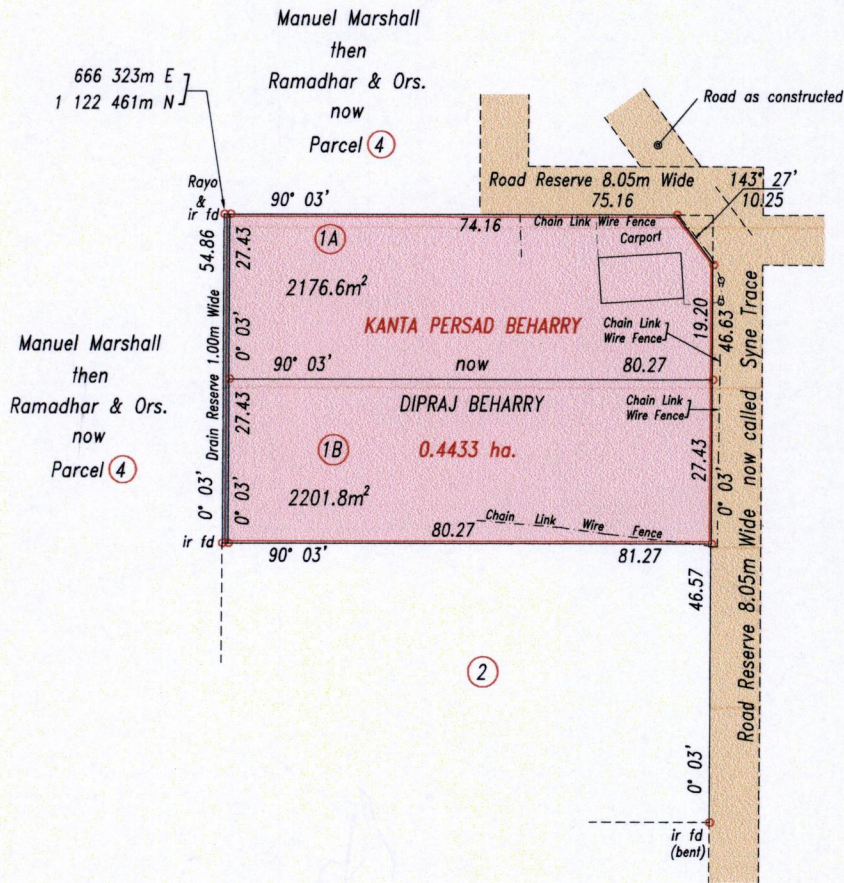 Manuel Marshall
then
Ramadhar & Ors.
now
Parcel 4
666 323m E
1 122 461m N
Road as constructed
Rayo
&
ir fd
90° 03'
Road Reserve 8.05m Wide
143° 27'
75.16
10.25
74.16
Chain Link Wire Fence
Carport
1A
54.86
27.43
2176.6m²
KANTA PERSAD BEHARRY
Chain Link
Wire Fence
19.20
46.63
0° 03'
Drain Reserve 1.00m Wide
Manuel Marshall
then
Ramadhar & Ors.
now
Parcel 4
90° 03'
now
80.27
DIPRAJ BEHARRY
Chain Link
Wire Fence
27.43
1B
0.4433 ha.
27.43
0° 03'
2201.8m²
0° 03'
0° 03'
80.27
Chain Link Wire Fence
ir fd
90° 03'
81.27
46.57
2
Road Reserve 8.05m Wide now called Syne Trace
0° 03'
ir fd
(bent)